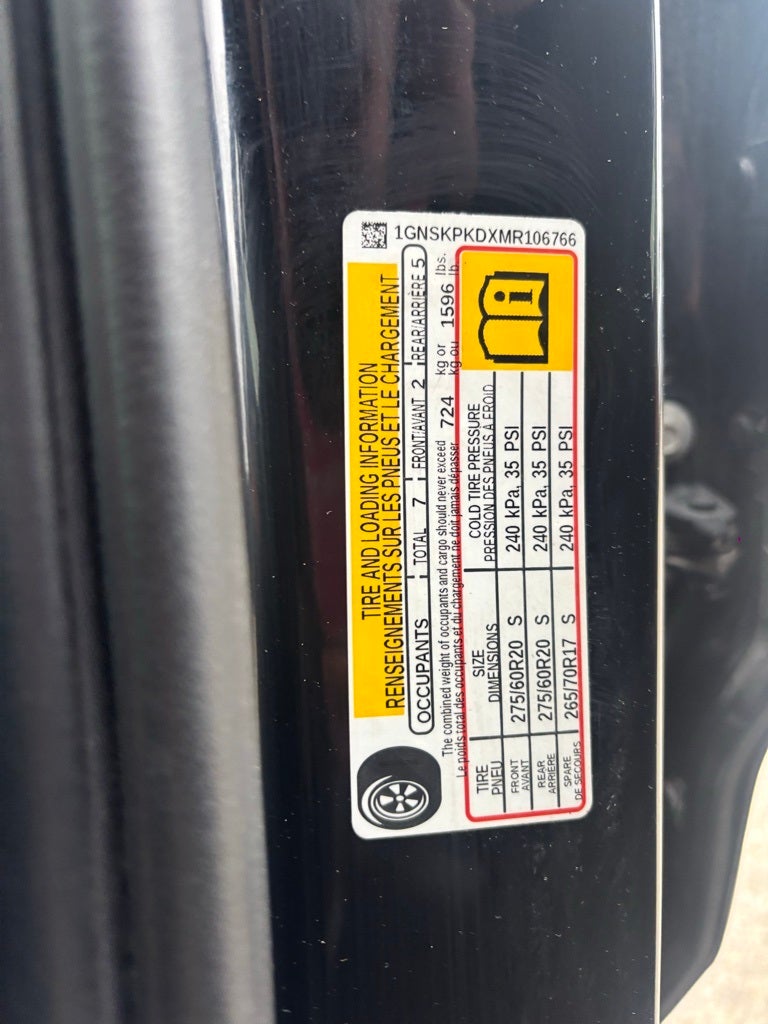 1GNSKPKDXMR106766
TIRE AND LOADING INFORMATION
RENSEIGNEMENTS SUR LES PNEUS ET LE CHARGEMENT
OCCUPANTS TOTAL 7 FRONT/AVANT 2 REAR/ARRIÈRE 5
The combined weight of occupants and cargo should never exceed 724 kg or 1596 lbs.
Le poids total des occupants et du chargement ne doit jamais dépasser kg ou lb.
TIRE SIZE COLD TIRE PRESSURE
PNEU DIMENSIONS PRESSION DES PNEUS À FROID
FRONT
AVANT 275/60R20 S 240 kPa, 35 PSI
REAR
ARRIÈRE 275/60R20 S 240 kPa, 35 PSI
SPARE
DE SECOURS 265/70R17 S 240 kPa, 35 PSI